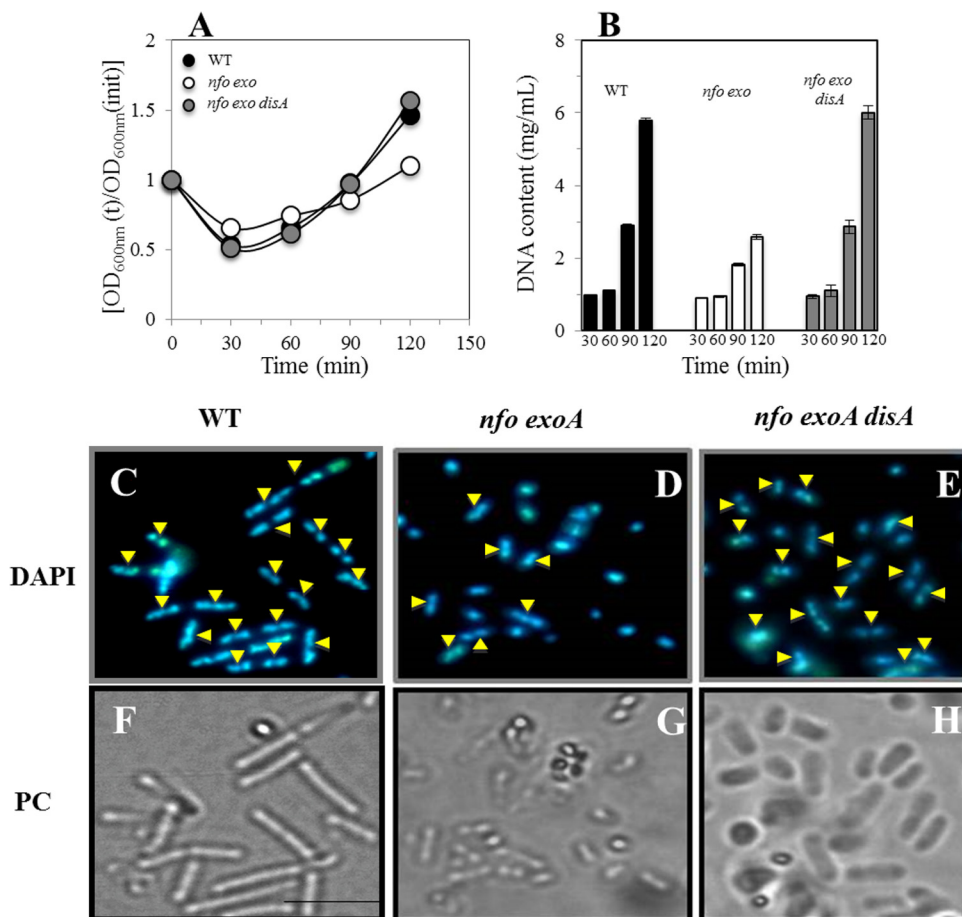 A
[OD600nm (t)/OD600nm(init)]
2
1.5
1
0.5
0
WT
nfo exo
nfo exo disA
0 30 60 90 120 150
Time (min)
B
DNA content (mg/mL)
8
6
4
2
0
WT
nfo exo
nfo exo
disA
30 60 90 120 30 60 90 120 30 60 90 120
Time (min)
WT nfo exoA nfo exoA disA
DAPI C D E
PC F G H